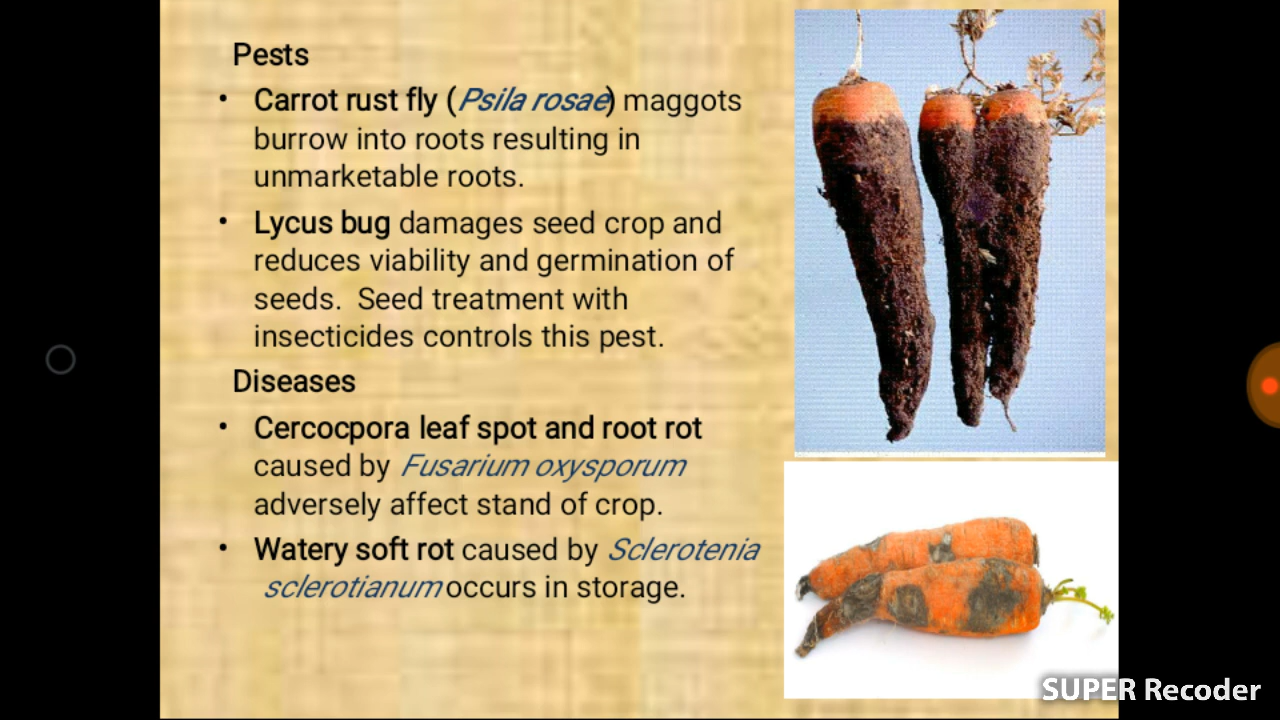 Pests
• Carrot rust fly (Psila rosae) maggots
burrow into roots resulting in
unmarketable roots.
• Lycus bug damages seed crop and
reduces viability and germination of
seeds. Seed treatment with
insecticides controls this pest.
Diseases
• Cercocpora leaf spot and root rot
caused by Fusarium oxysporum
adversely affect stand of crop.
• Watery soft rot caused by Sclerotenia
sclerotianum occurs in storage.
SUPER Recoder